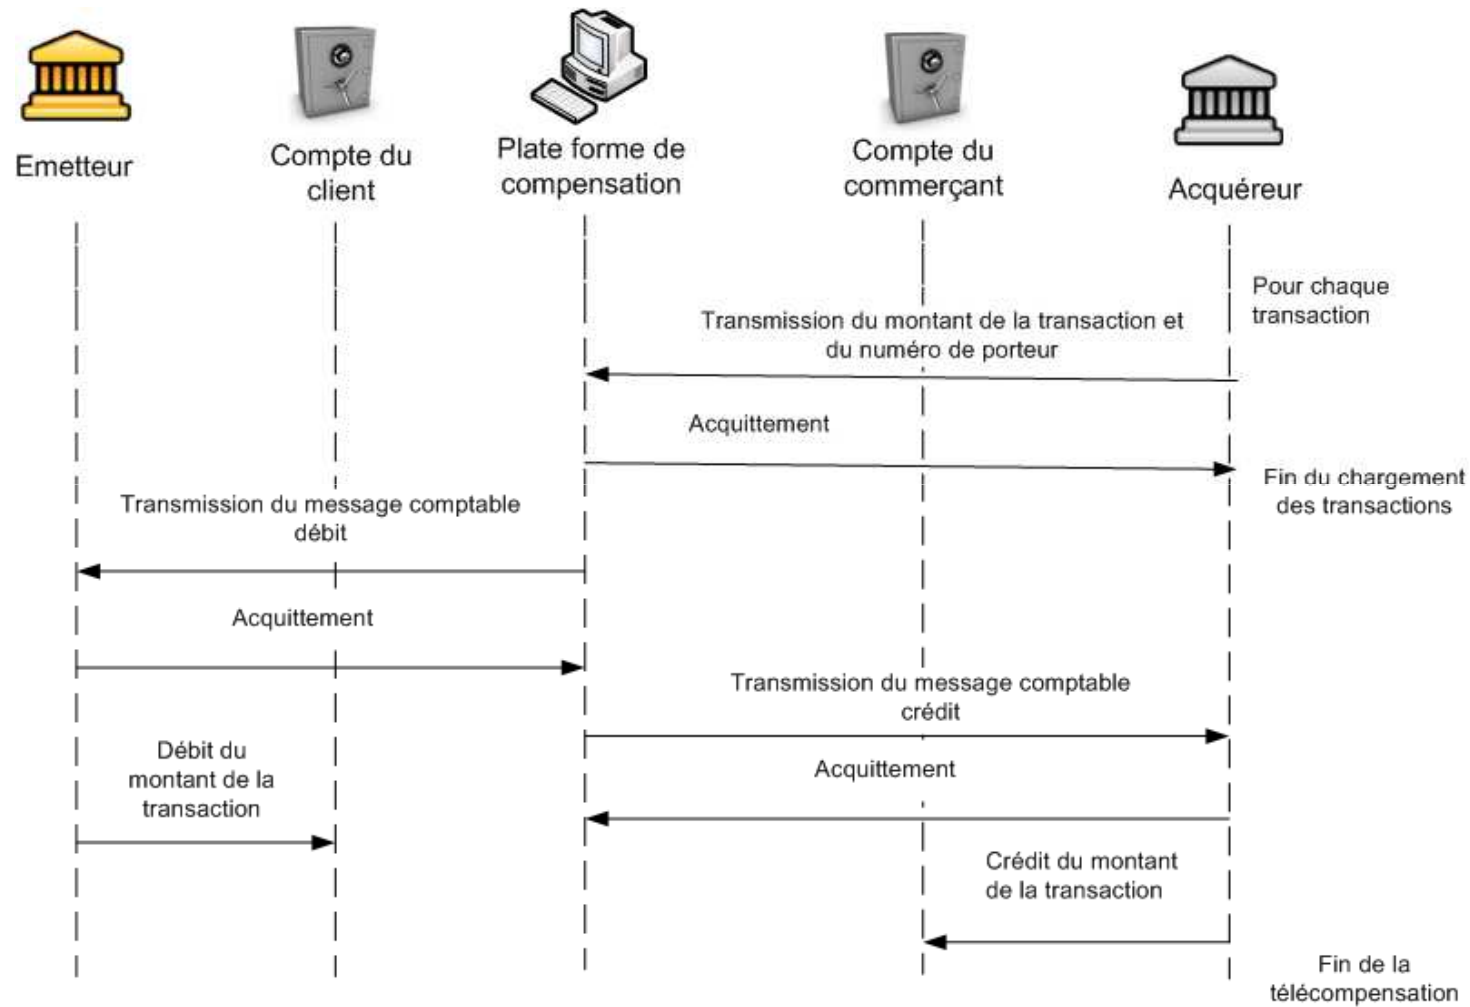 Emetteur
Compte du
client
Plate forme de
compensation
Compte du
commerçant
Acquéreur
Pour chaque
transaction
Transmission du montant de la transaction et
du numéro de porteur
Acquittement
Fin du chargement
des transactions
Transmission du message comptable
débit
Acquittement
Transmission du message comptable
crédit
Débit du
montant de la
transaction
Acquittement
Crédit du montant
de la transaction
Fin de la
télécompensation